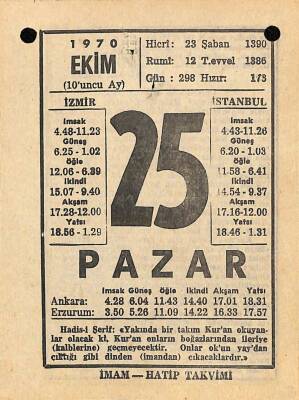 1970
EKİM
(10'uncu Ay)
Hicrî: 23 Şaban 1390
Rumî: 12 T.evvel 1386
Gün: 298 Hızır: 173
İZMİR
İmsak
4.48-11.23
Güneş
6.25 - 1.02
Öğle
12.06 - 6.39
İkindi
15.07 - 9.40
Akşam
17.28-12.00
Yatsı
18.56 - 1.29
25
İSTANBUL
İmsak
4.43-11.26
Güneş
6.20 - 1.03
Öğle
11.58 - 6.41
İkindi
14.54 - 9.37
Akşam
17.16-12.00
Yatsı
18.46 - 1.31
PAZAR
İmsak Güneş Öğle İkindi Akşam Yatsı
Ankara: 4.28 6.04 11.43 14.40 17.01 18.31
Erzurum: 3.50 5.26 11.09 14.22 16.33 17.57
Hadis-i Şerif: «Yakında bir takım Kur'an okuyan-
lar olacak ki, Kur'an onların boğazlarından ileriye
(kalblerine) geçmeyecektir. Onlar ok'un yay'dan
çıktığı gibi dinden (imandan) çıkacaklardır.»
İMAM — HATİP TAKVİMİ